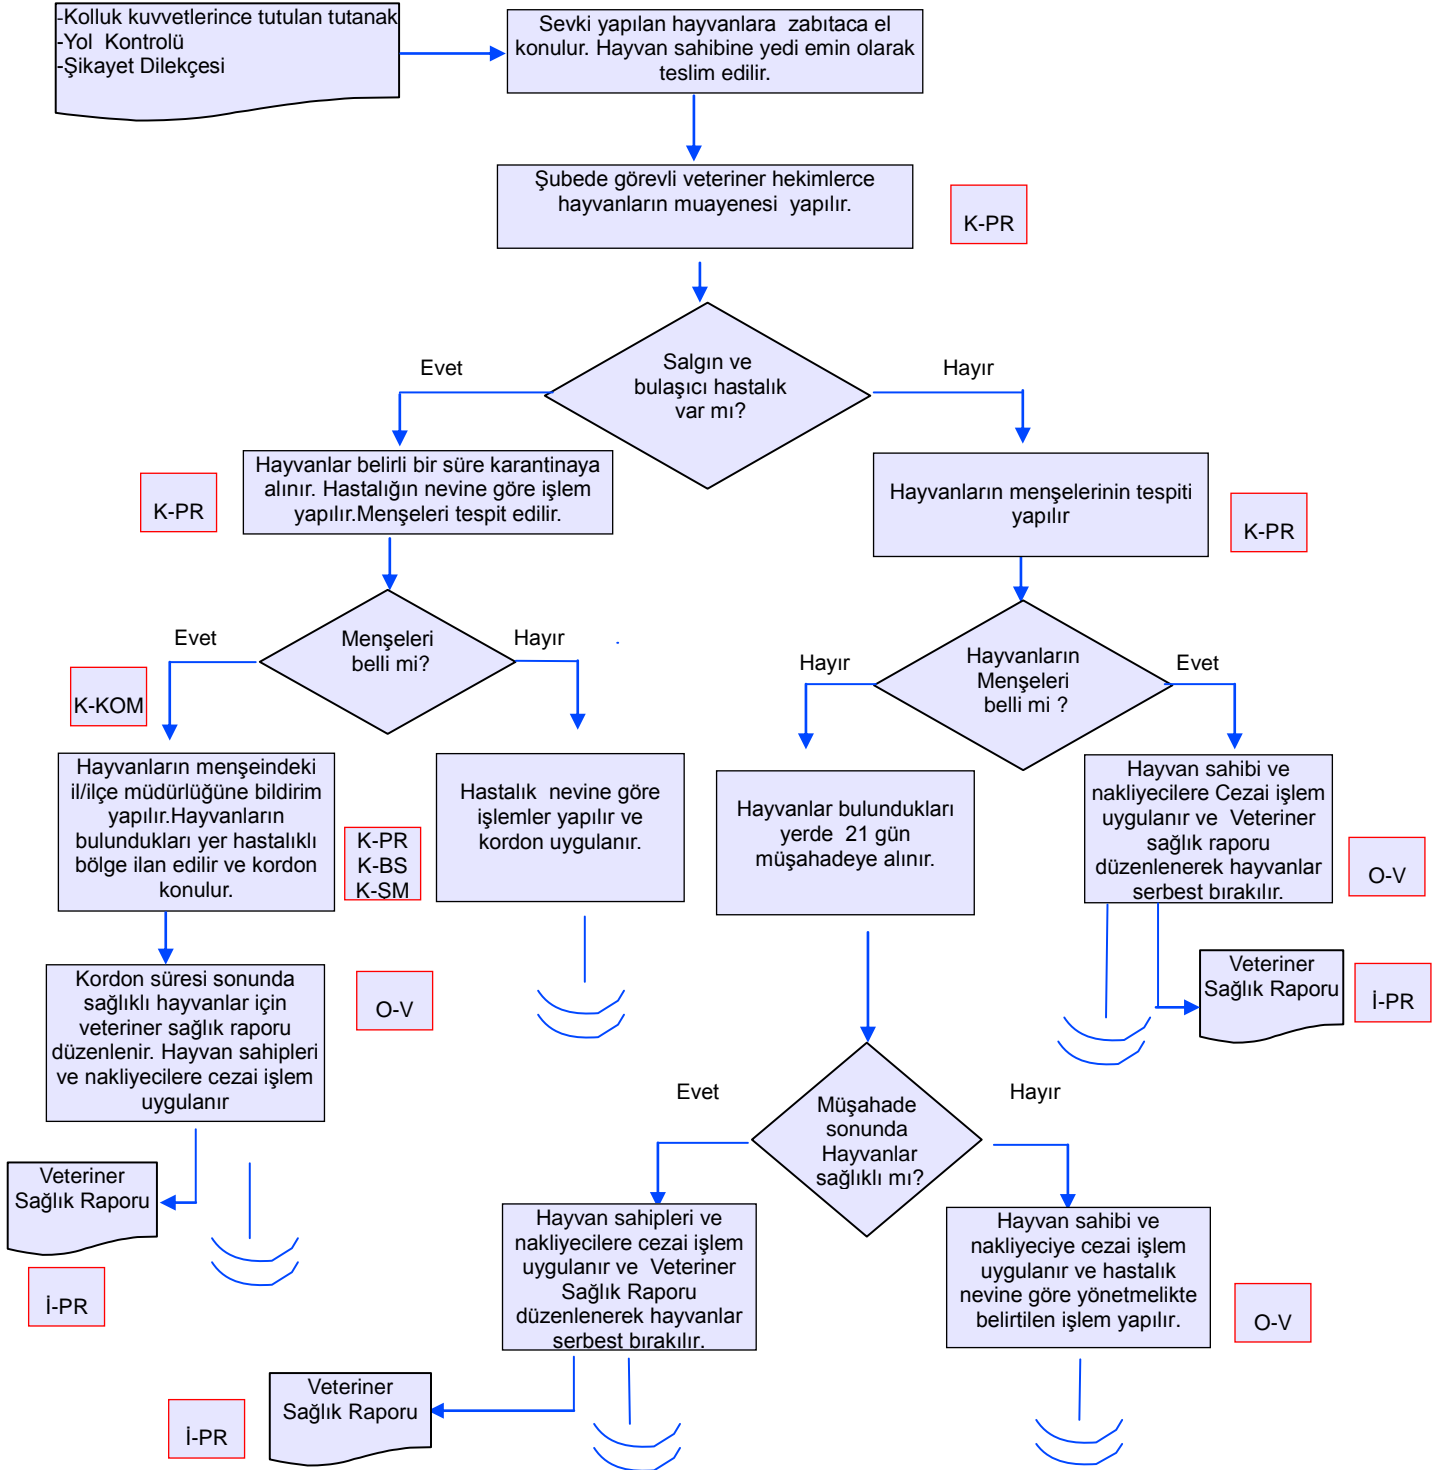 -Kolluk kuvvetlerince tutulan tutanak
-Yol Kontrolü
-Şikayet Dilekçesi
Sevki yapılan hayvanlara zabıtaca el
konulur. Hayvan sahibine yedi emin olarak
teslim edilir.
Şubede görevli veteriner hekimlerce
hayvanların muayenesi yapılır.
K-PR
Salgın ve
bulaşıcı hastalık
var mı?
Evet
Hayır
Hayvanlar belirli bir süre karantinaya
alınır. Hastalığın nevine göre işlem
yapılır.Menşeleri tespit edilir.
K-PR
Hayvanların menşelerinin tespiti
yapılır
K-PR
Menşeleri
belli mi?
Evet
Hayır
.
Hayvanların
Menşeleri
belli mi ?
Hayır
Evet
K-KOM
Hayvanların menşeindeki
il/ilçe müdürlüğüne bildirim
yapılır.Hayvanların
bulundukları yer hastalıklı
bölge ilan edilir ve kordon
konulur.
K-PR
K-BS
K-ŞM
Hastalık nevine göre
işlemler yapılır ve
kordon uygulanır.
Hayvanlar bulundukları
yerde 21 gün
müşahadeye alınır.
Hayvan sahibi ve
nakliyecilere Cezai işlem
uygulanır ve Veteriner
sağlık raporu
düzenlenerek hayvanlar
serbest bırakılır.
O-V
Kordon süresi sonunda
sağlıklı hayvanlar için
veteriner sağlık raporu
düzenlenir. Hayvan sahipleri
ve nakliyecilere cezai işlem
uygulanır
O-V
Veteriner
Sağlık Raporu
İ-PR
Müşahade
sonunda
Hayvanlar
sağlıklı mı?
Evet
Hayır
Veteriner
Sağlık Raporu
İ-PR
Hayvan sahipleri ve
nakliyecilere cezai işlem
uygulanır ve Veteriner
Sağlık Raporu
düzenlenerek hayvanlar
serbest bırakılır.
Hayvan sahibi ve
nakliyeciye cezai işlem
uygulanır ve hastalık
nevine göre yönetmelikte
belirtilen işlem yapılır.
O-V
Veteriner
Sağlık Raporu
İ-PR